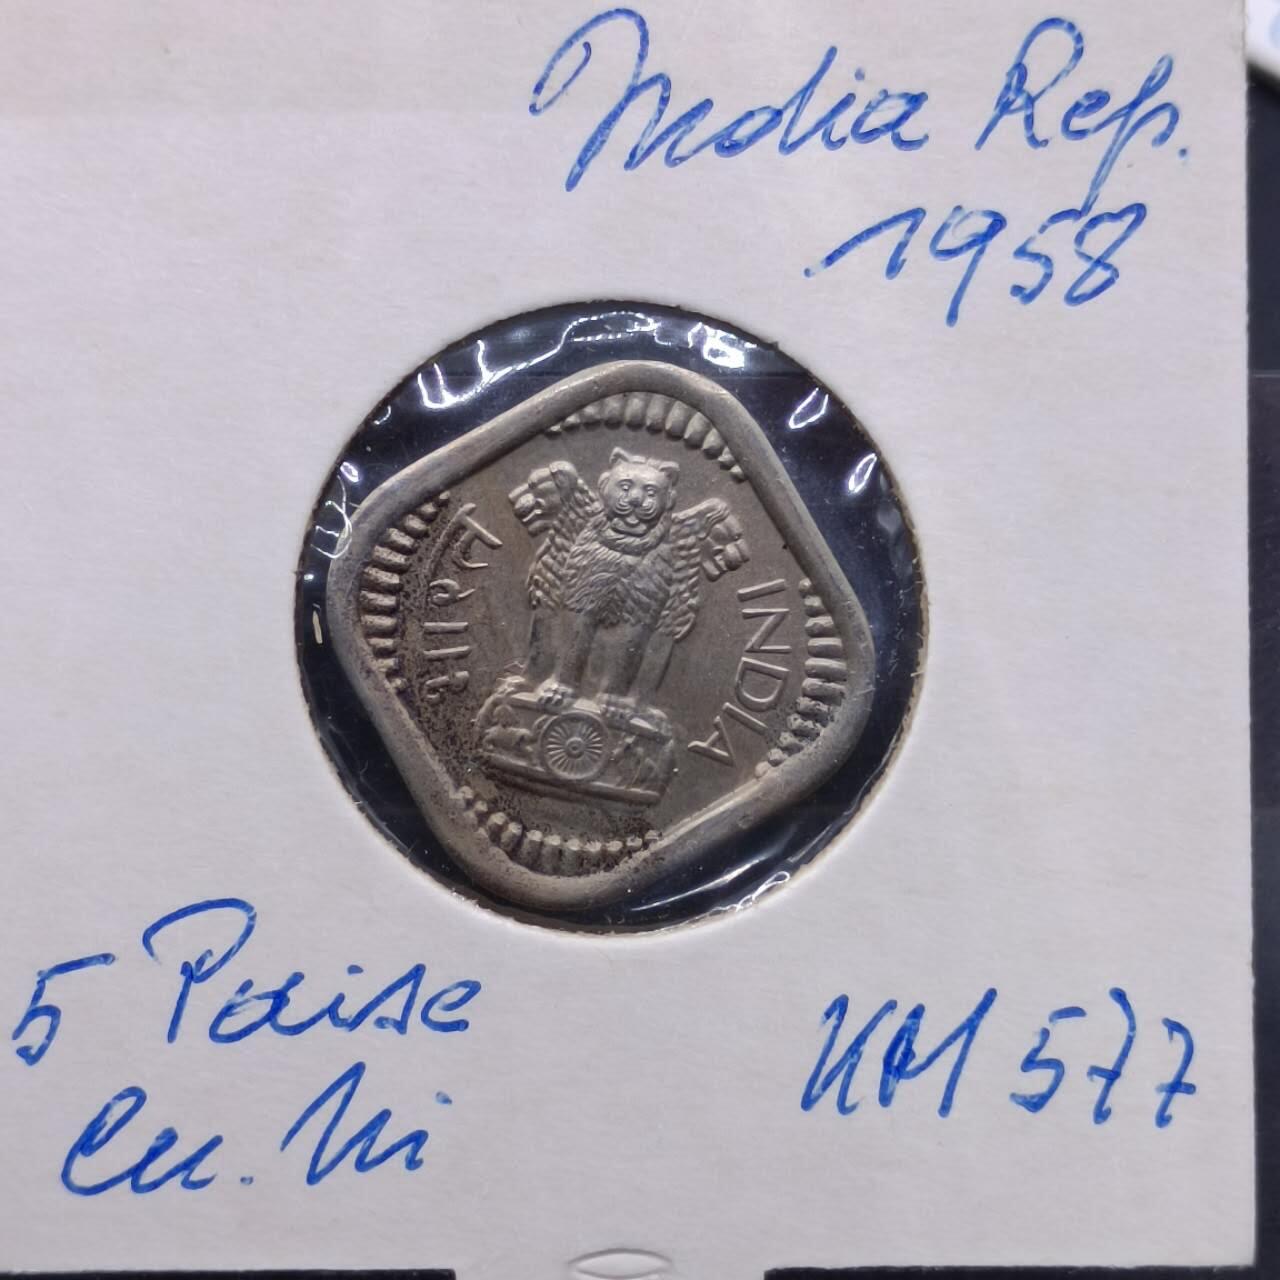 India Rep.
1958
भारत
INDIA
5 Paise
Cu. Ni
KM 577